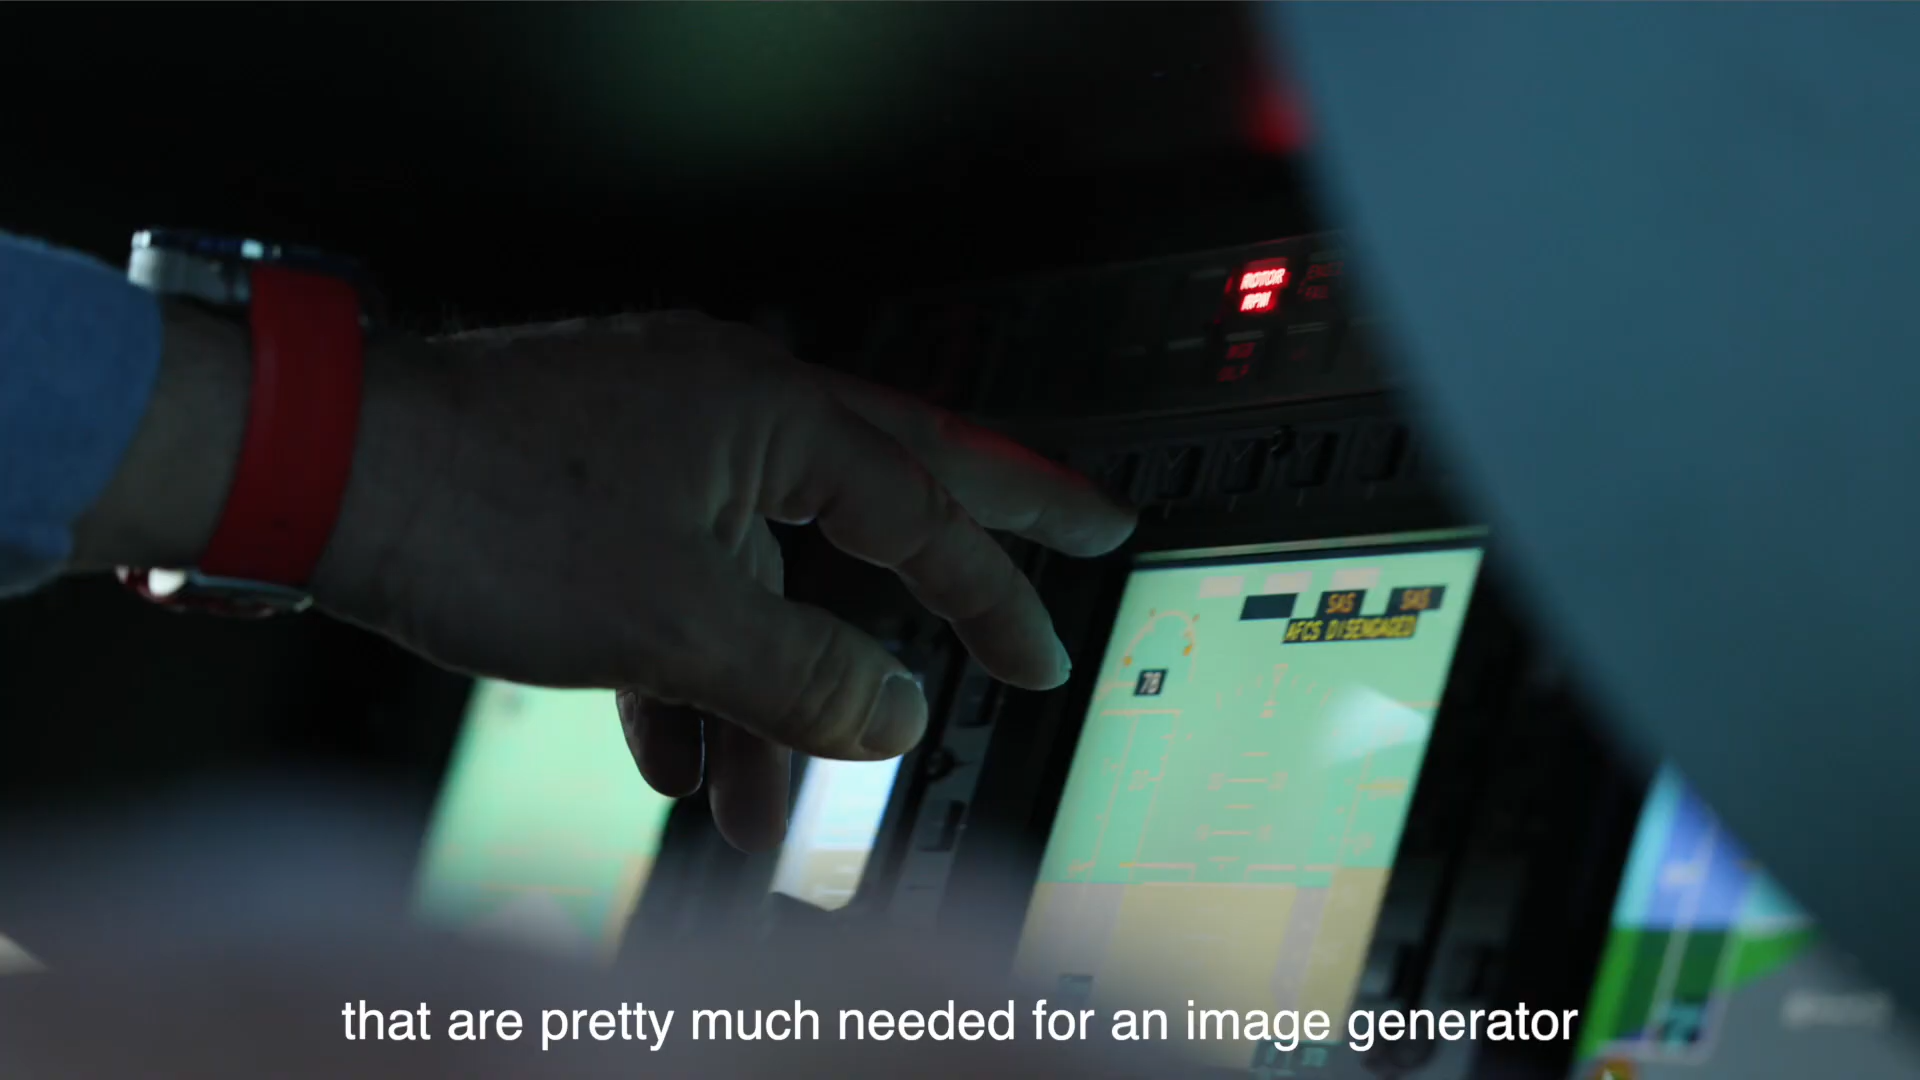 ROTOR
RPM
SAS SAS
AFCS DISENGAGED
78
that are pretty much needed for an image generator